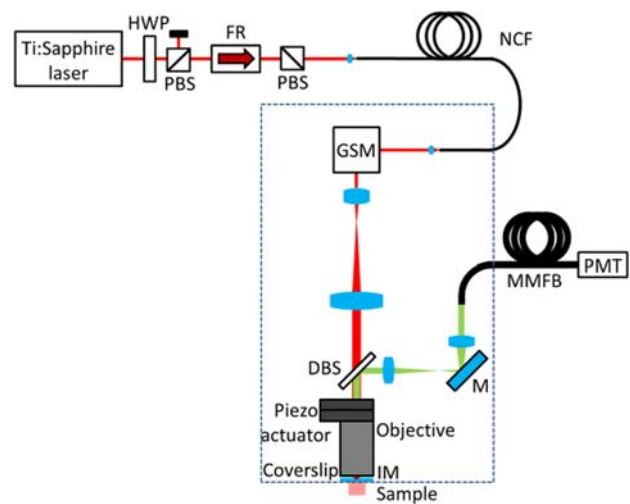 HWP
FR
NCF
Ti:Sapphire
laser
PBS
PBS
GSM
PMT
MMFB
DBS
M
Piezo
actuator
Objective
Coverslip
IM
Sample